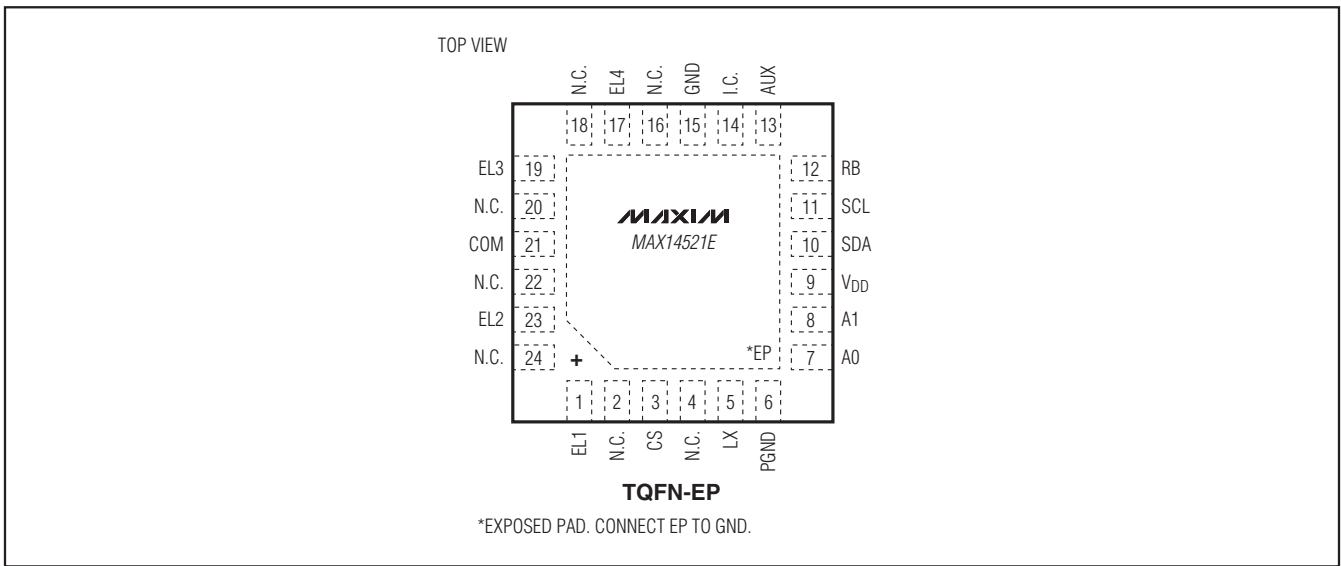 TOP VIEW
N.C. EL4 N.C. GND I.C. AUX
18 17 16 15 14 13
EL3 19 12 RB
N.C. 20 11 SCL
MAXIM
COM 21 MAX14521E 10 SDA
N.C. 22 9 VDD
EL2 23 8 A1
N.C. 24 + *EP 7 A0
1 2 3 4 5 6
EL1 N.C. CS N.C. LX PGND
TQFN-EP
*EXPOSED PAD. CONNECT EP TO GND.